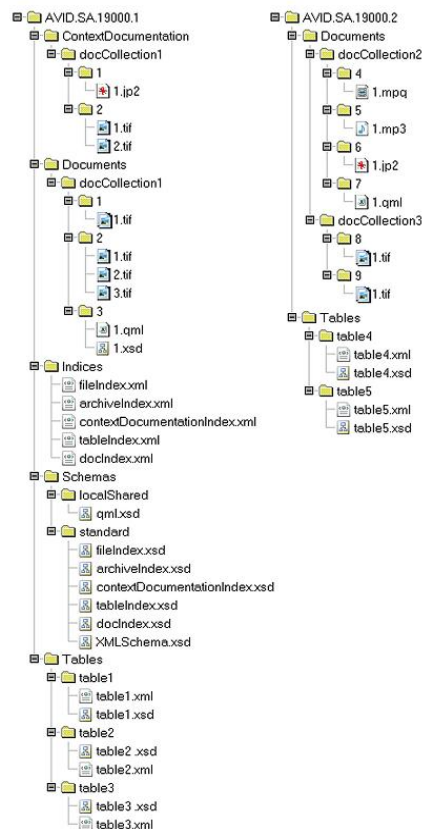 AVID.SA.19000.1
ContextDocumentation
docCollection1
1
1.jp2
2
1.tif
2.tif
Documents
docCollection1
1
1.tif
2
1.tif
2.tif
3.tif
3
1.qml
1.xsd
Indices
fileIndex.xml
archiveIndex.xml
contextDocumentationIndex.xml
tableIndex.xml
docIndex.xml
Schemas
localShared
qml.xsd
standard
fileIndex.xsd
archiveIndex.xsd
contextDocumentationIndex.xsd
tableIndex.xsd
docIndex.xsd
XMLSchema.xsd
Tables
table1
table1.xml
table1.xsd
table2
table2 .xsd
table2.xml
table3
table3 .xsd
table3.xml
AVID.SA.19000.2
Documents
docCollection2
4
1.mpq
5
1.mp3
6
1.jp2
7
1.qml
docCollection3
8
1.tif
9
1.tif
Tables
table4
table4.xml
table4.xsd
table5
table5.xml
table5.xsd